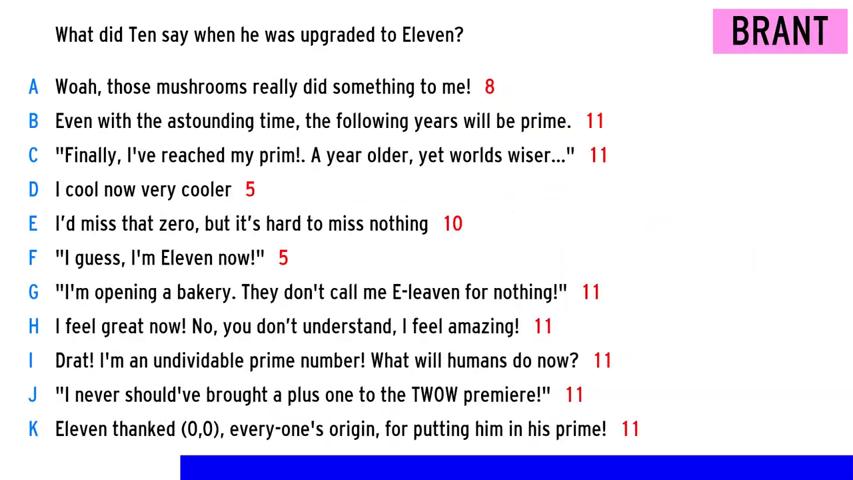 What did Ten say when he was upgraded to Eleven?
BRANT
A Woah, those mushrooms really did something to me! 8
B Even with the astounding time, the following years will be prime. 11
C "Finally, I've reached my prim!. A year older, yet worlds wiser..." 11
D I cool now very cooler 5
E I’d miss that zero, but it’s hard to miss nothing 10
F "I guess, I'm Eleven now!" 5
G "I'm opening a bakery. They don't call me E-leaven for nothing!" 11
H I feel great now! No, you don’t understand, I feel amazing! 11
I Drat! I'm an undividable prime number! What will humans do now? 11
J "I never should've brought a plus one to the TWOW premiere!" 11
K Eleven thanked (0,0), every-one's origin, for putting him in his prime! 11